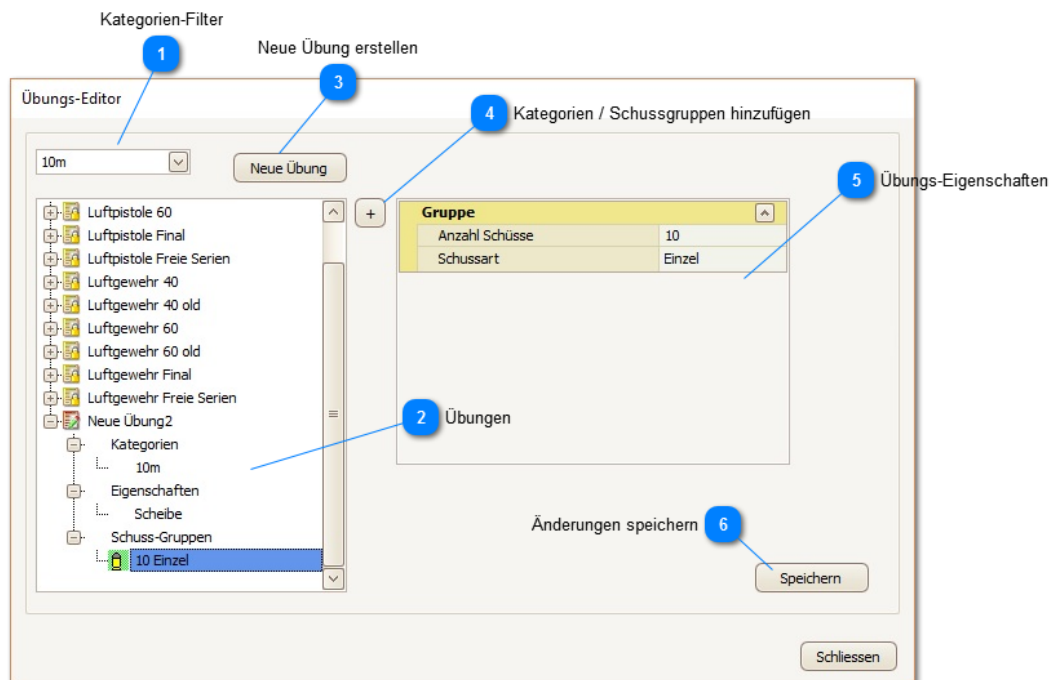 Kategorien-Filter
1
Neue Übung erstellen
3
Übungs-Editor
4 Kategorien / Schussgruppen hinzufügen
10m
Neue Übung
5 Übungs-Eigenschaften
+
Luftpistole 60
Luftpistole Final
Luftpistole Freie Serien
Luftgewehr 40
Luftgewehr 40 old
Luftgewehr 60
Luftgewehr 60 old
Luftgewehr Final
Luftgewehr Freie Serien
Neue Übung2
Kategorien
10m
Eigenschaften
Scheibe
Schuss-Gruppen
10 Einzel
Gruppe
Anzahl Schüsse 10
Schussart Einzel
2 Übungen
Änderungen speichern 6
Speichern
Schliessen